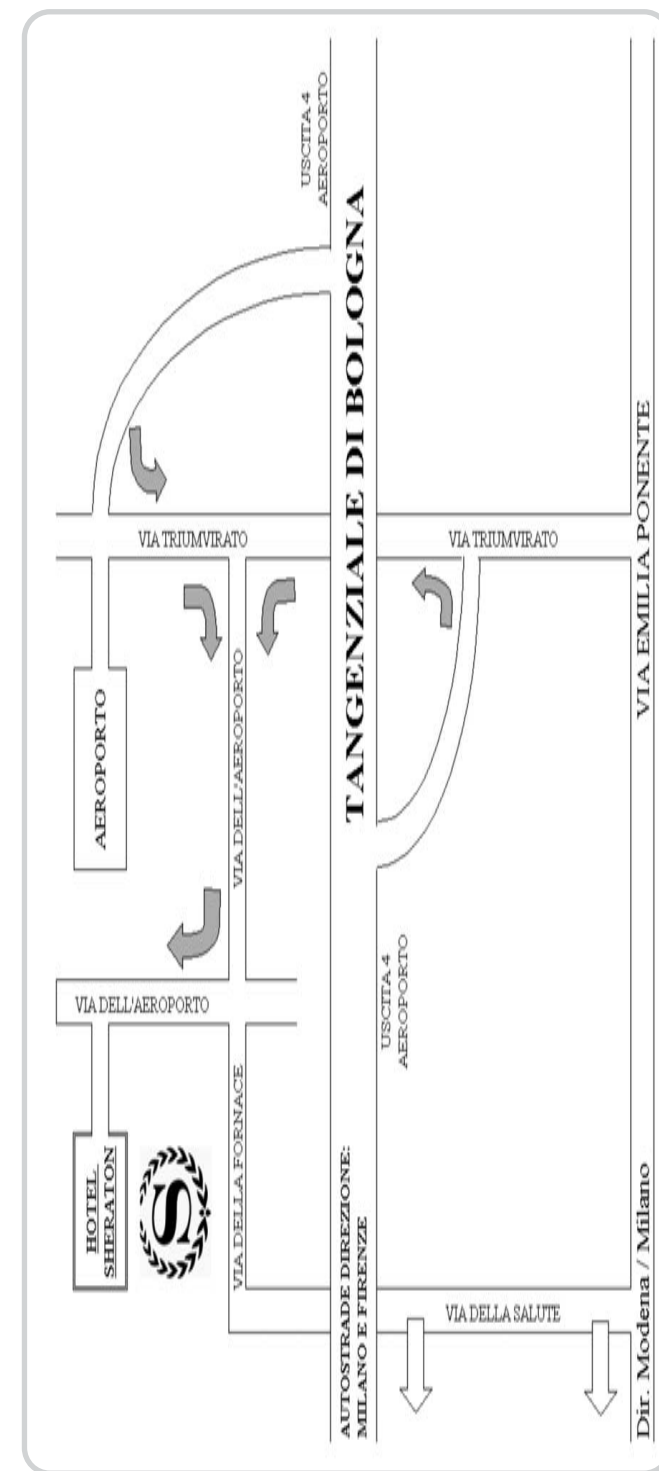 USCITA 4
AEROPORTO
TANGENZIALE DI BOLOGNA
VIA EMILIA PONENTE
VIA TRIUMVIRATO
VIA TRIUMVIRATO
AEROPORTO
VIA DELL'AEROPORTO
VIA DELL'AEROPORTO
USCITA 4
AEROPORTO
HOTEL
SHERATON
S
VIA DELLA FORNACE
AUTOSTRADE DIREZIONE:
MILANO E FIRENZE
VIA DELLA SALUTE
Dir. Modena / Milano